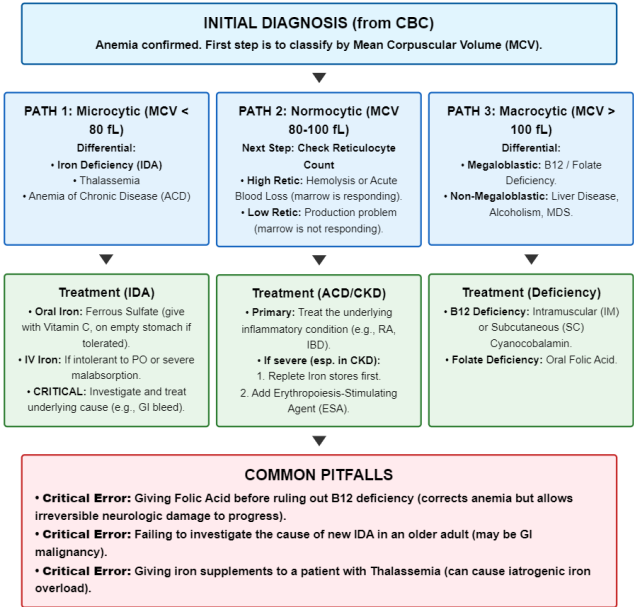 INITIAL DIAGNOSIS (from CBC)
Anemia confirmed. First step is to classify by Mean Corpuscular Volume (MCV).
PATH 1: Microcytic (MCV <
80 fL)
Differential:
• Iron Deficiency (IDA)
• Thalassemia
• Anemia of Chronic Disease (ACD)
PATH 2: Normocytic (MCV
80-100 fL)
Next Step: Check Reticulocyte
Count
• High Retic: Hemolysis or Acute
Blood Loss (marrow is responding).
• Low Retic: Production problem
(marrow is not responding).
PATH 3: Macrocytic (MCV >
100 fL)
Differential:
• Megaloblastic: B12 / Folate
Deficiency.
• Non-Megaloblastic: Liver Disease,
Alcoholism, MDS.
Treatment (IDA)
• Oral Iron: Ferrous Sulfate (give
with Vitamin C, on empty stomach if
tolerated).
• IV Iron: If intolerant to PO or severe
malabsorption.
• CRITICAL: Investigate and treat
underlying cause (e.g., GI bleed).
Treatment (ACD/CKD)
• Primary: Treat the underlying
inflammatory condition (e.g., RA,
IBD).
• If severe (esp. in CKD):
1. Replete Iron stores first.
2. Add Erythropoiesis-Stimulating
Agent (ESA).
Treatment (Deficiency)
• B12 Deficiency: Intramuscular (IM)
or Subcutaneous (SC)
Cyanocobalamin.
• Folate Deficiency: Oral Folic Acid.
COMMON PITFALLS
• Critical Error: Giving Folic Acid before ruling out B12 deficiency (corrects anemia but allows
irreversible neurologic damage to progress).
• Critical Error: Failing to investigate the cause of new IDA in an older adult (may be GI
malignancy).
• Critical Error: Giving iron supplements to a patient with Thalassemia (can cause iatrogenic iron
overload).